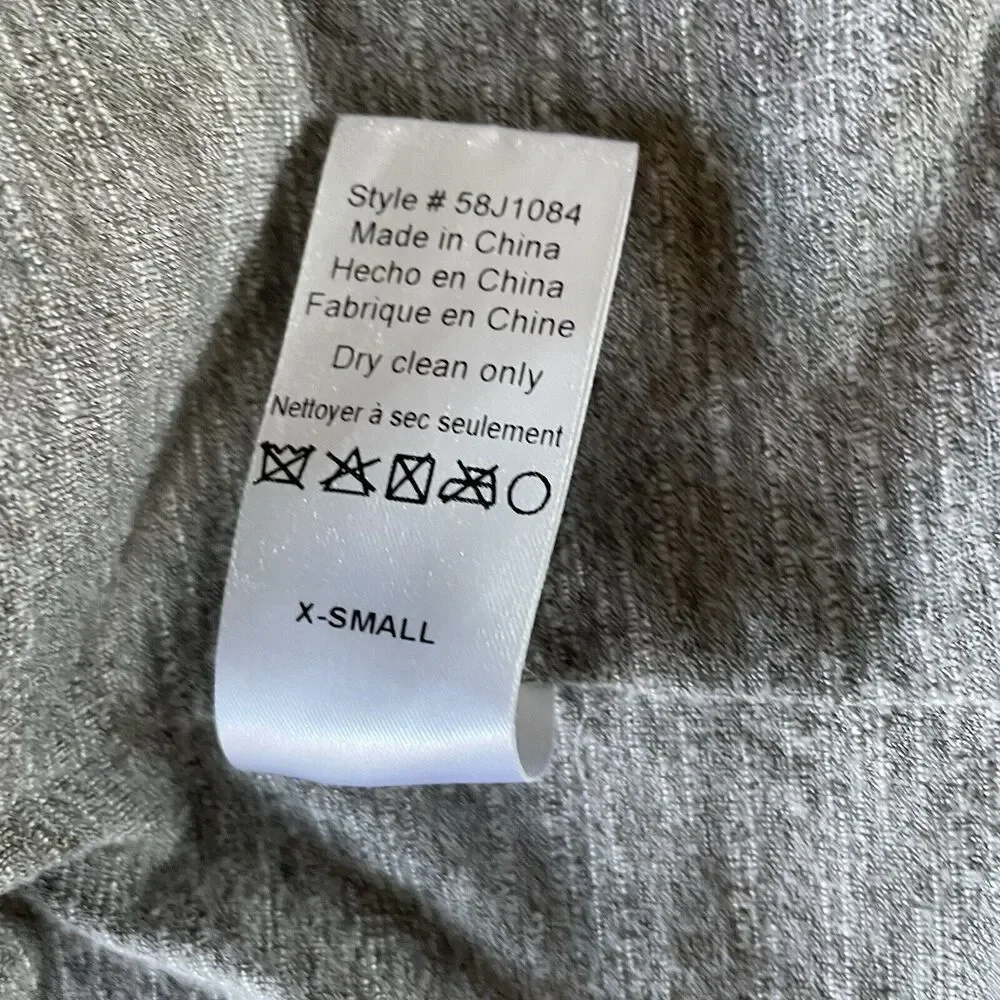 Style # 58J1084
Made in China
Hecho en China
Fabrique en Chine
Dry clean only
Nettoyer à sec seulement
X-SMALL